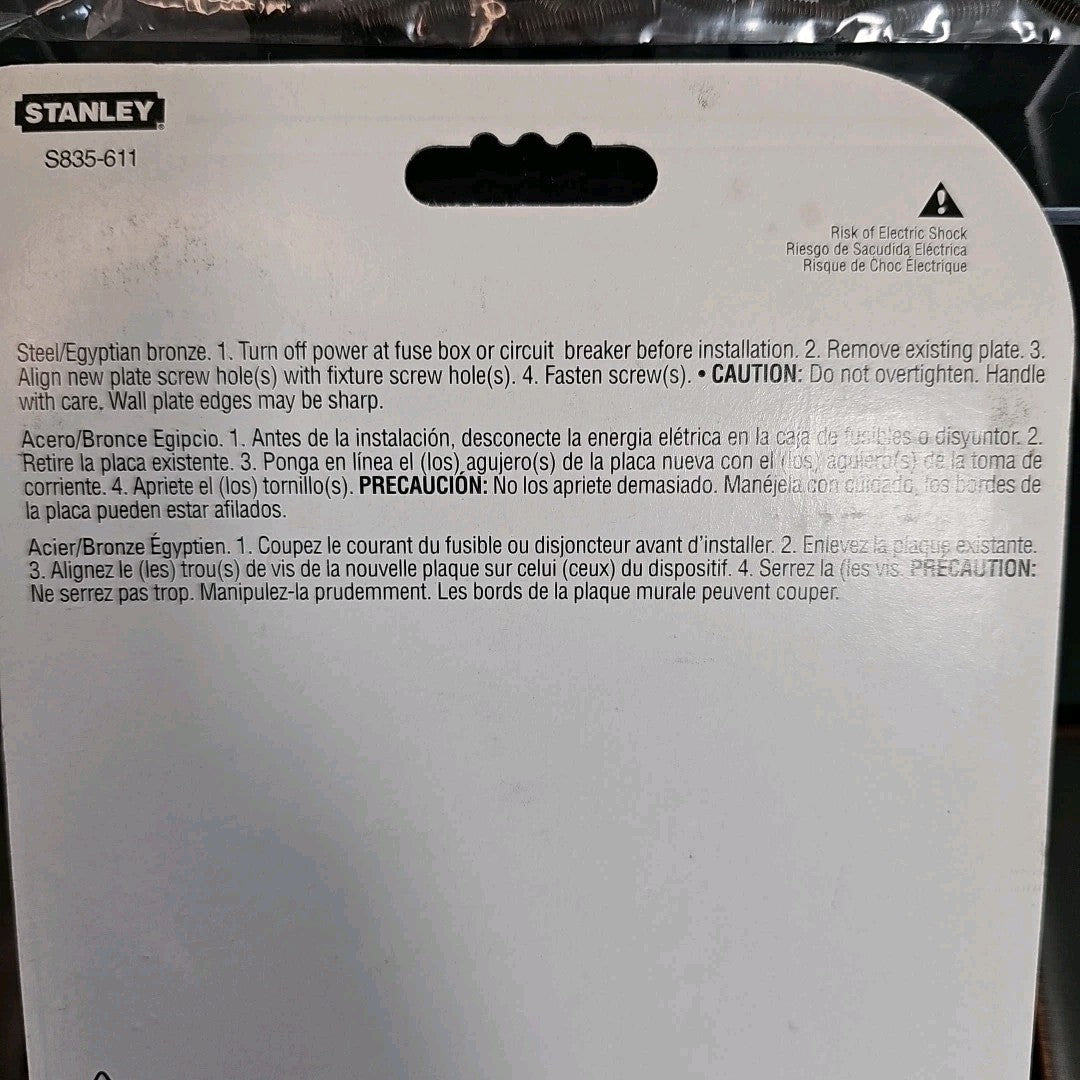 STANLEY
S835-611
Risk of Electric Shock
Riesgo de Sacudida Eléctrica
Risque de Choc Électrique
Steel/Egyptian bronze. 1. Turn off power at fuse box or circuit breaker before installation. 2. Remove existing plate. 3.
Align new plate screw hole(s) with fixture screw hole(s). 4. Fasten screw(s). • CAUTION: Do not overtighten. Handle
with care. Wall plate edges may be sharp.
Acero/Bronce Egipcio. 1. Antes de la instalación, desconecte la energia elétrica en la caja de fusibles o disyuntor. 2.
Retire la placa existente. 3. Ponga en línea el (los) agujero(s) de la placa nueva con el (los) agujero(s) de la toma de
corriente. 4. Apriete el (los) tornillo(s). PRECAUCIÓN: No los apriete demasiado. Manéjela con cuidado, los bordes de
la placa pueden estar afilados.
Acier/Bronze Égyptien. 1. Coupez le courant du fusible ou disjoncteur avant d'installer. 2. Enlevez la plaque existante.
3. Alignez le (les) trou(s) de vis de la nouvelle plaque sur celui (ceux) du dispositif. 4. Serrez la (les vis. PRÉCAUTION:
Ne serrez pas trop. Manipulez-la prudemment. Les bords de la plaque murale peuvent couper.